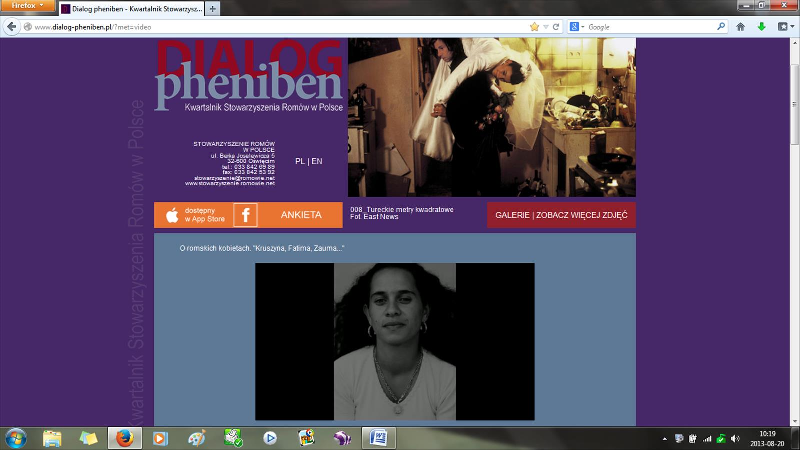 Firefox
Dialog pheniben - Kwartalnik Stowarzysz...
www.dialog-pheniben.pl/?met=video
Google
DIALOG
pheniben
Kwartalnik Stowarzyszenia Romów w Polsce
STOWARZYSZENIE ROMÓW
W POLSCE
ul. Berka Joselewicza 5
32-600 Oświęcim
tel.: 033 842 69 89
fax: 033 842 53 92
stowarzyszenie@romowie.net
www.stowarzyszenie.romowie.net
PL | EN
dostępny
w App Store
ANKIETA
008_Tureckie metry kwadratowe
Fot. East News
GALERIE | ZOBACZ WIĘCEJ ZDJĘĆ
Kwartalnik Stowarzyszenia Romów w Polsce
O romskich kobietach. "Kruszyna, Fatima, Zauma..."
10:19
2013-08-20